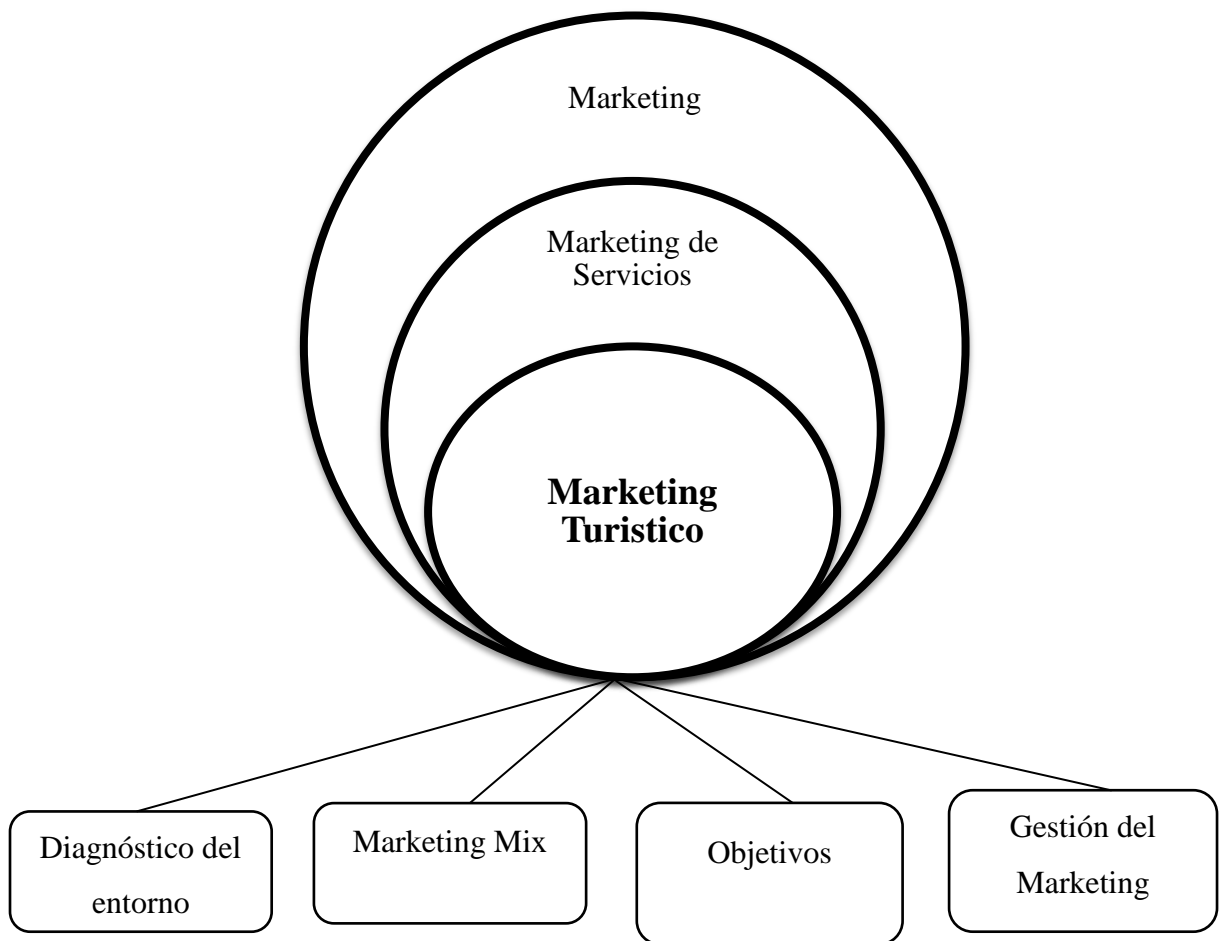 Marketing
Marketing de
Servicios
Marketing
Turistico
Diagnóstico del
entorno
Marketing Mix
Objetivos
Gestión del
Marketing